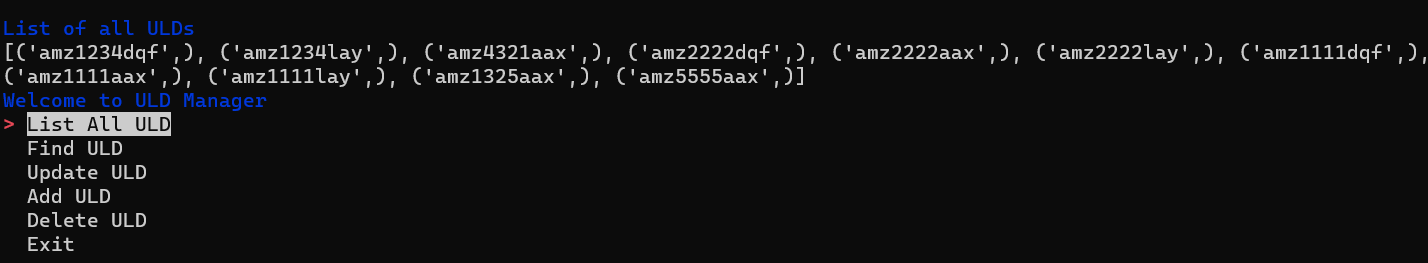 List of all ULDs
[('amz1234dqf',), ('amz1234lay',), ('amz4321aax',), ('amz2222dqf',), ('amz2222aax',), ('amz2222lay',), ('amz1111dqf',),
('amz1111aax',), ('amz1111lay',), ('amz1325aax',), ('amz5555aax',)]
Welcome to ULD Manager
> List All ULD
Find ULD
Update ULD
Add ULD
Delete ULD
Exit